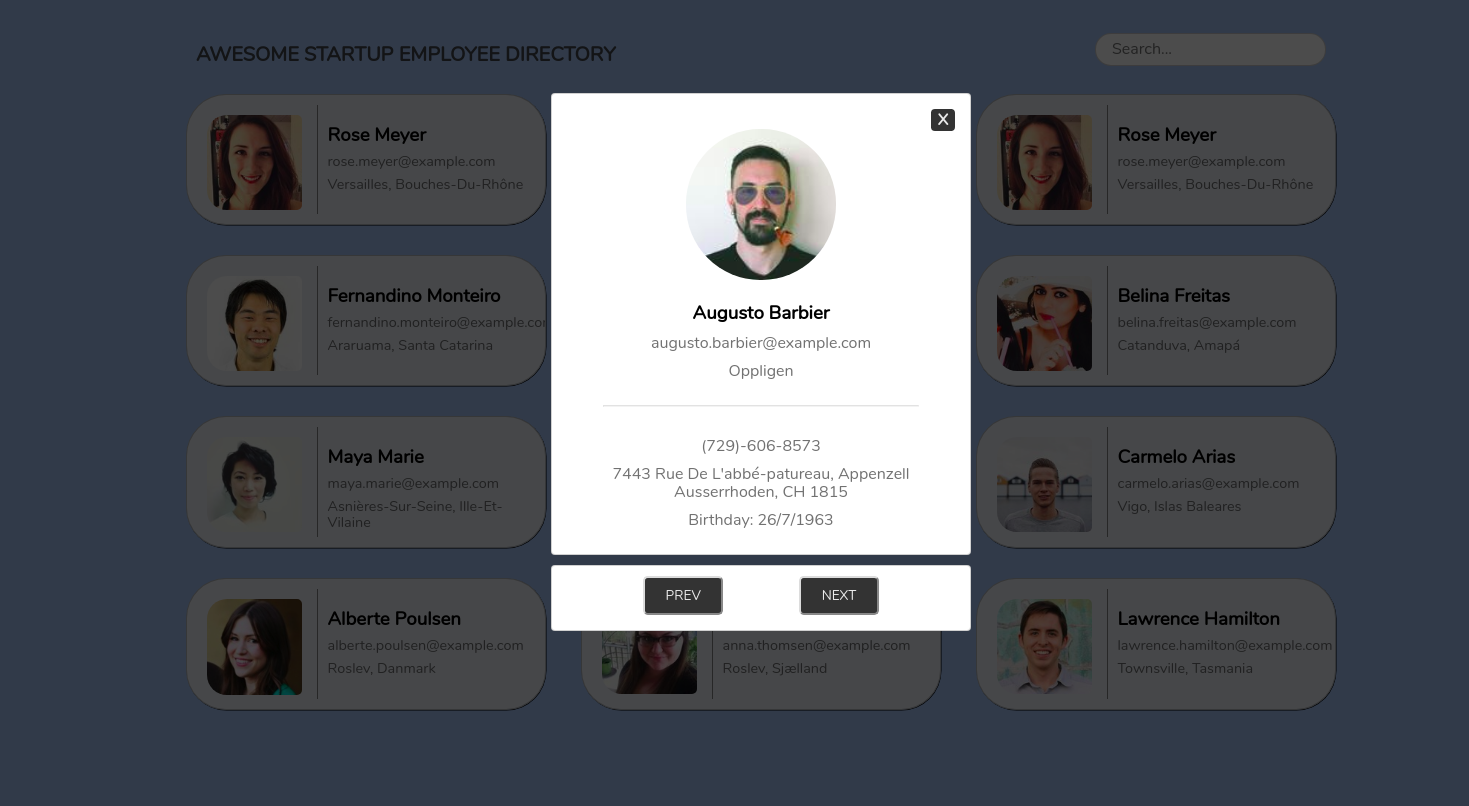 AWESOME STARTUP EMPLOYEE DIRECTORY
Search...
Rose Meyer
rose.meyer@example.com
Versailles, Bouches-Du-Rhône
X
Augusto Barbier
augusto.barbier@example.com
Oppligen
(729)-606-8573
7443 Rue De L'abbé-patureau, Appenzell
Ausserrhoden, CH 1815
Birthday: 26/7/1963
PREV
NEXT
Rose Meyer
rose.meyer@example.com
Versailles, Bouches-Du-Rhône
Fernandino Monteiro
fernandino.monteiro@example.com
Araruama, Santa Catarina
Belina Freitas
belina.freitas@example.com
Catanduva, Amapá
Maya Marie
maya.marie@example.com
Asnières-Sur-Seine, Ille-Et-
Vilaine
Carmelo Arias
carmelo.arias@example.com
Vigo, Islas Baleares
Alberte Poulsen
alberte.poulsen@example.com
Roslev, Danmark
anna.thomsen@example.com
Roslev, Sjælland
Lawrence Hamilton
lawrence.hamilton@example.com
Townsville, Tasmania